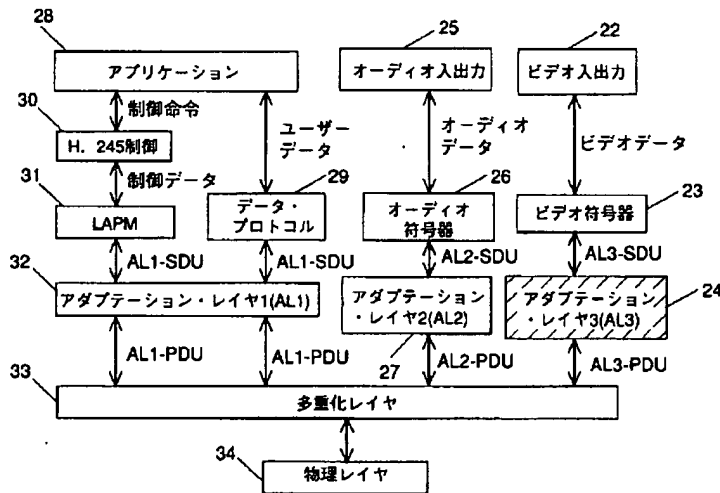 28
25
22
アプリケーション
オーディオ入出力
ビデオ入出力
30
制御命令
H. 245制御
ユーザー
データ
オーディオ
データ
ビデオデータ
31
制御データ
29
26
23
LAPM
データ・
プロトコル
オーディオ
符号器
ビデオ符号器
32
AL1-SDU
AL1-SDU
AL2-SDU
AL3-SDU
24
アダプテーション・レイヤ1(AL1)
アダプテーション
・レイヤ2(AL2)
アダプテーション
・レイヤ3(AL3)
33
AL1-PDU
AL1-PDU
27
AL2-PDU
AL3-PDU
多重化レイヤ
34
物理レイヤ